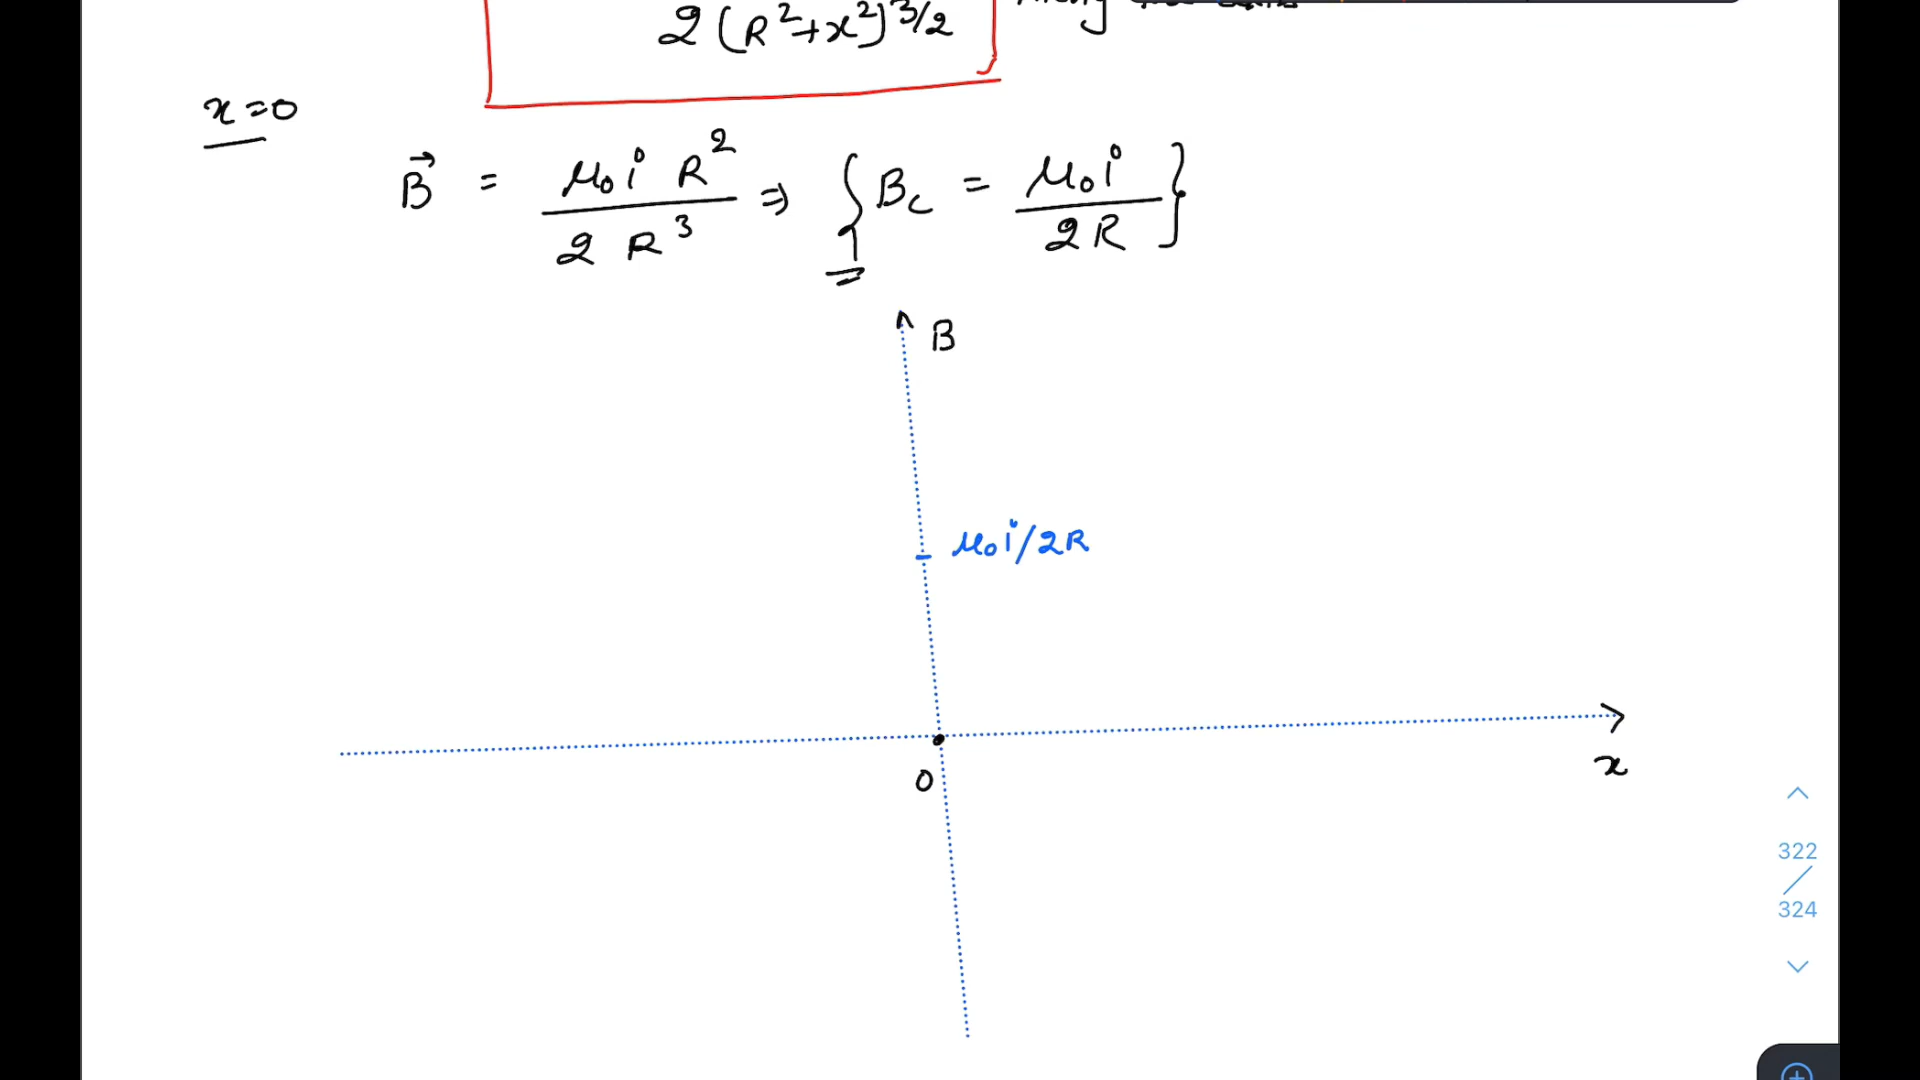 2 (R²+x²)^3/2
x=0
B⃗ = μ₀i R² / 2 R³ ⇒ { B_C = μ₀i / 2R }
B
μ₀i/2R
0
x
322
/
324